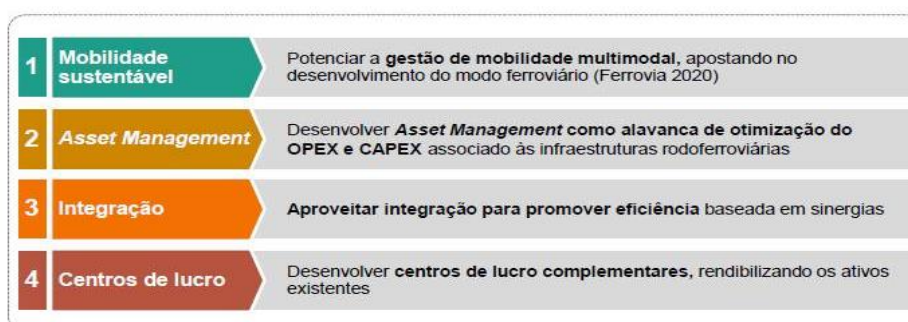 1
Mobilidade
sustentável
Potenciar a gestão de mobilidade multimodal, apostando no
desenvolvimento do modo ferroviário (Ferrovia 2020)
2
Asset Management
Desenvolver Asset Management como alavanca de otimização do
OPEX e CAPEX associado às infraestruturas rodoferroviárias
3
Integração
Aproveitar integração para promover eficiência baseada em sinergias
4
Centros de lucro
Desenvolver centros de lucro complementares, rendibilizando os ativos
existentes